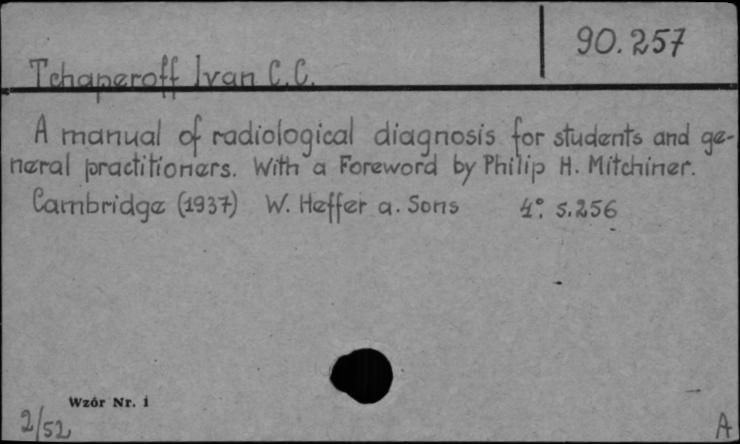 90.257
Tchaperoff Ivan C.C.
A manual of radiological diagnosis for students and ge-
neral practitioners. With a Foreword by Philip H. Mitchiner.
Cambridge (1937) W. Heffer a. Sons 4° s.256
Wzór Nr. 1
2/52 A